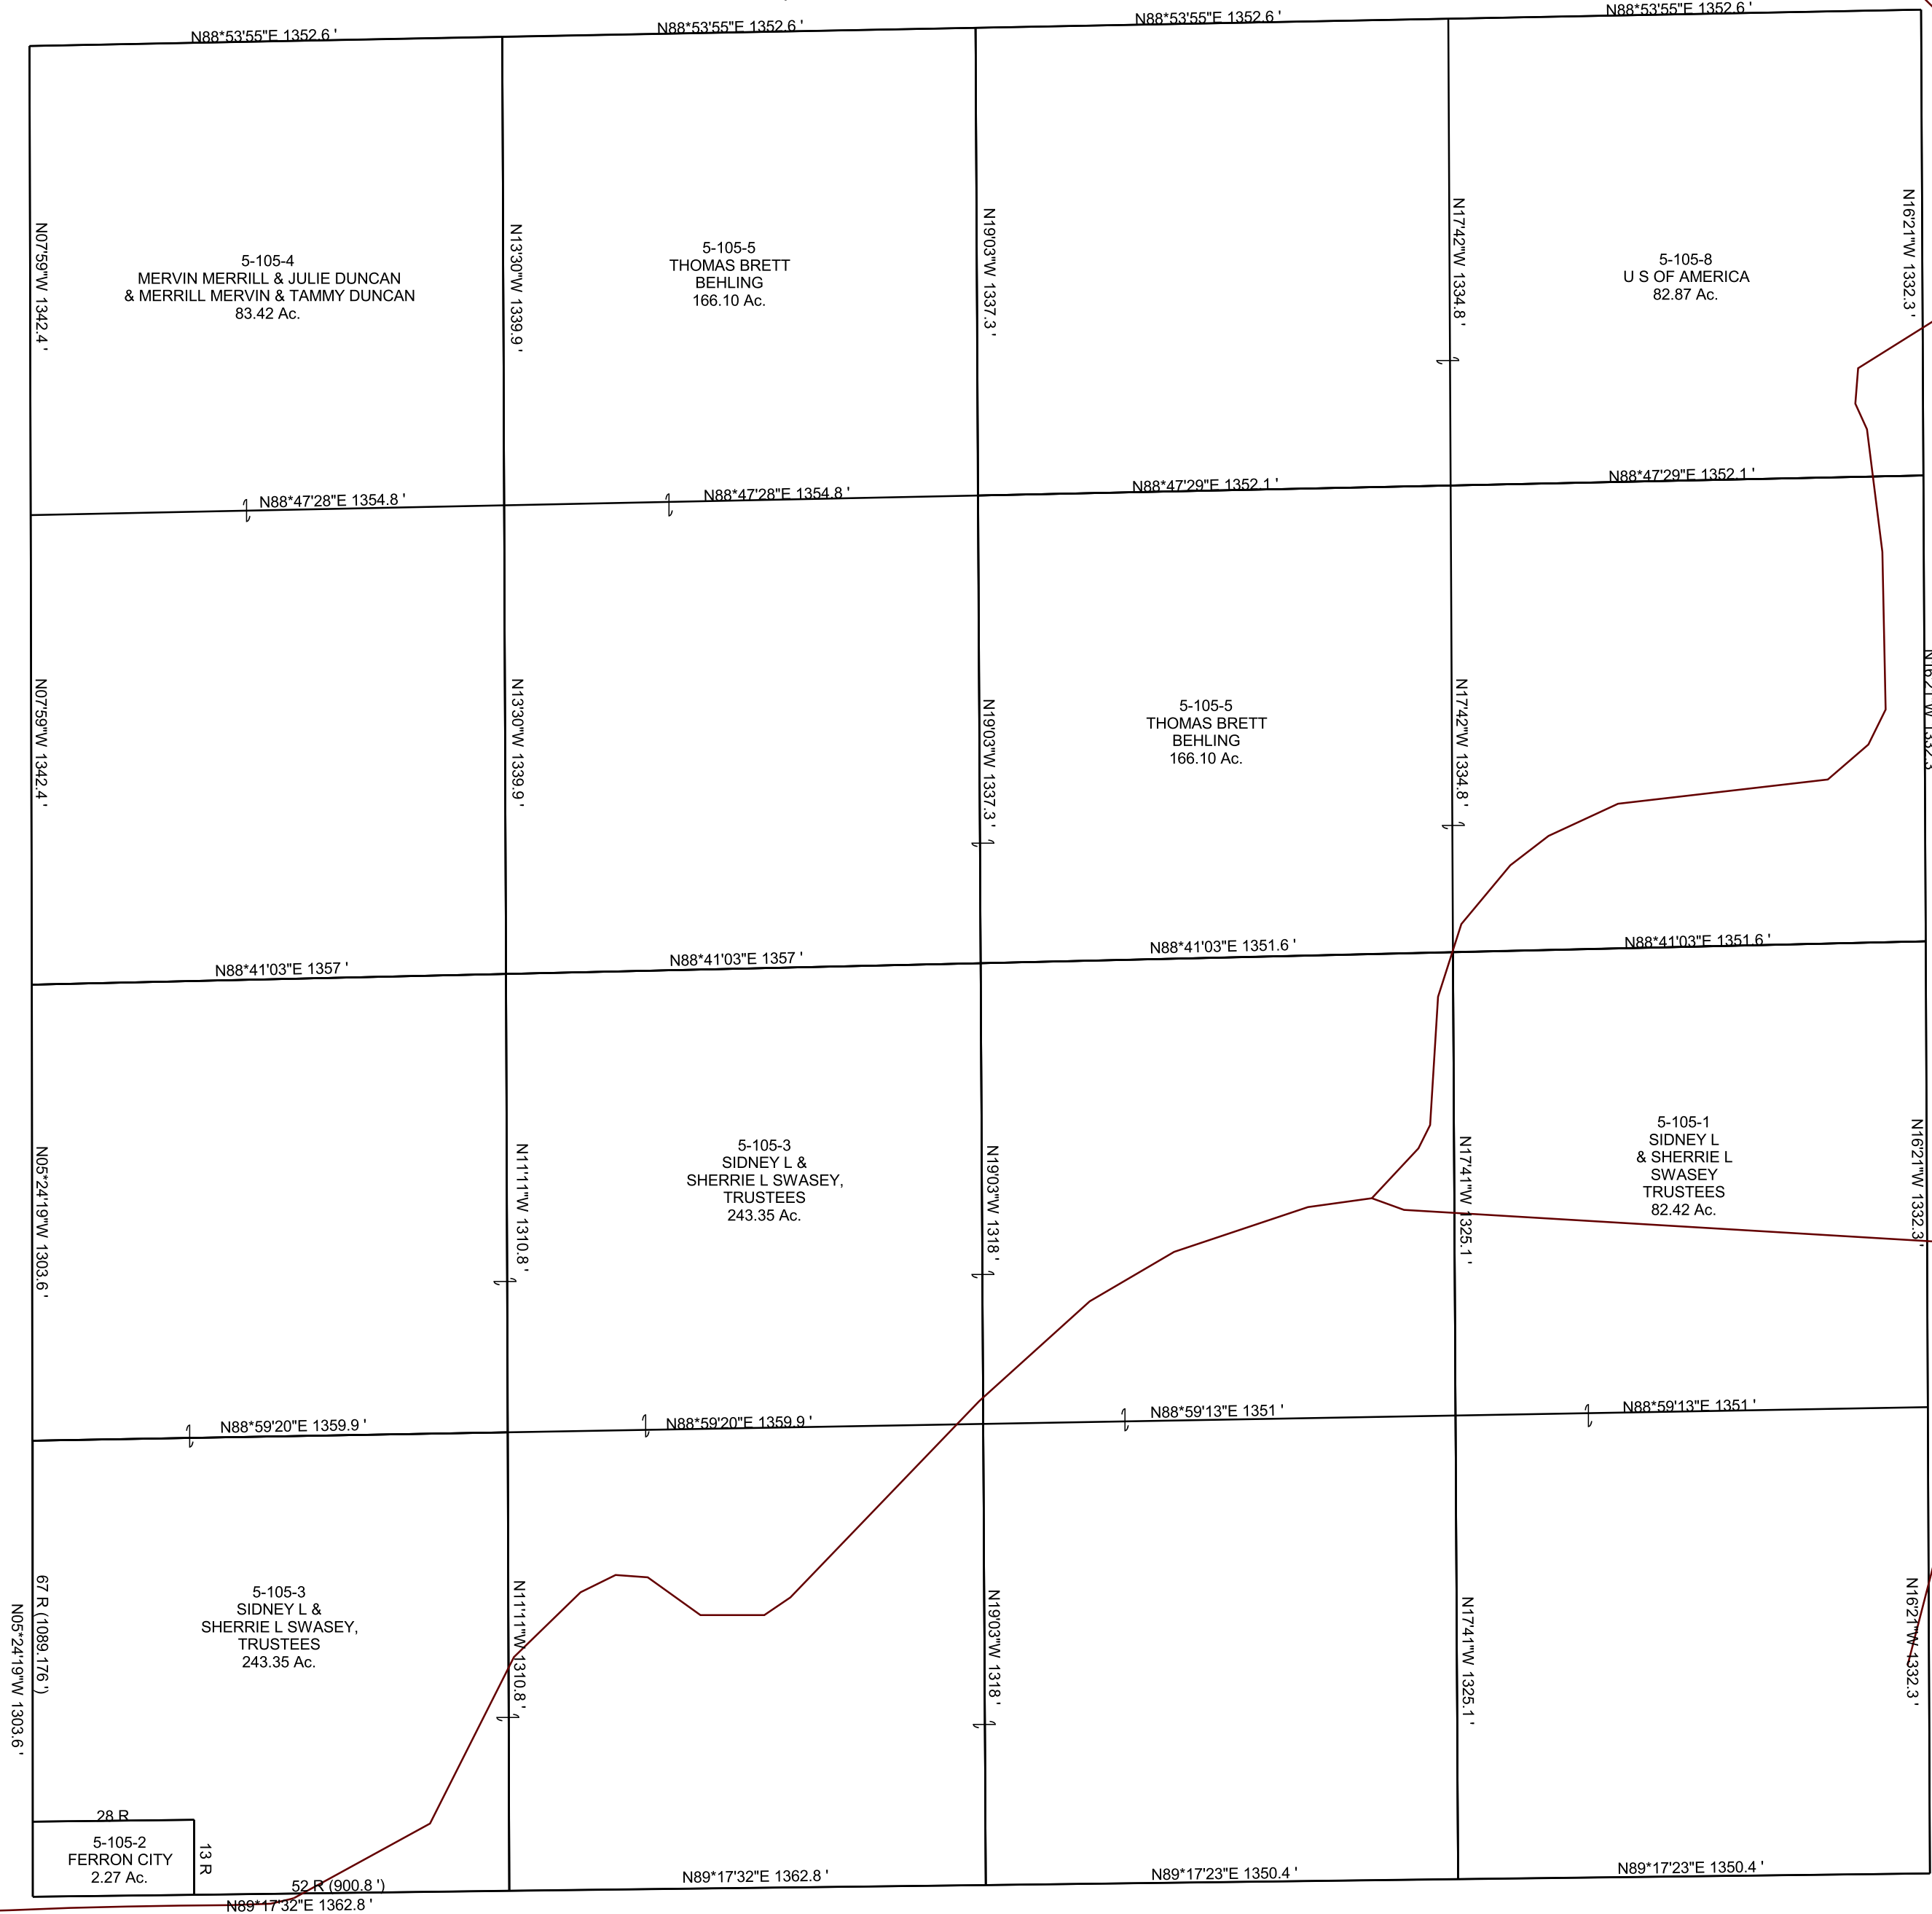 N88*53'55"E 1352.6 '
N88*53'55"E 1352.6 '
N88*53'55"E 1352.6 '
N88*53'55"E 1352.6 '
N07'59"W 1342.4 '
5-105-4
MERVIN MERRILL & JULIE DUNCAN
& MERRILL MERVIN & TAMMY DUNCAN
83.42 Ac.
N13'30"W 1339.9 '
5-105-5
THOMAS BRETT
BEHLING
166.10 Ac.
N19'03"W 1337.3 '
N17'42"W 1334.8 '
5-105-8
U S OF AMERICA
82.87 Ac.
N16'21"W 1332.3 '
N88*47'28"E 1354.8 '
N88*47'28"E 1354.8 '
N88*47'29"E 1352.1 '
N88*47'29"E 1352.1 '
N07'59"W 1342.4 '
N13'30"W 1339.9 '
N19'03"W 1337.3 '
5-105-5
THOMAS BRETT
BEHLING
166.10 Ac.
N17'42"W 1334.8 '
N16'21"W 1332.3
N88*41'03"E 1357 '
N88*41'03"E 1357 '
N88*41'03"E 1351.6 '
N88*41'03"E 1351.6 '
N05*24'19"W 1303.6 '
N11'11"W 1310.8 '
5-105-3
SIDNEY L &
SHERRIE L SWASEY,
TRUSTEES
243.35 Ac.
N19'03"W 1318 '
N17'41"W 1325.1 '
5-105-1
SIDNEY L
& SHERRIE L
SWASEY
TRUSTEES
82.42 Ac.
N16'21"W 1332.3 '
N88*59'20"E 1359.9 '
N88*59'20"E 1359.9 '
N88*59'13"E 1351 '
N88*59'13"E 1351 '
N05*24'19"W 1303.6 '
67 R (1089.176 ')
5-105-3
SIDNEY L &
SHERRIE L SWASEY,
TRUSTEES
243.35 Ac.
N11'11"W 1310.8 '
N19'03"W 1318 '
N17'41"W 1325.1 '
N16'21"W 1332.3 '
28 R
5-105-2
FERRON CITY
2.27 Ac.
13 R
52 R (900.8 ')
N89*17'32"E 1362.8 '
N89*17'32"E 1362.8 '
N89*17'23"E 1350.4 '
N89*17'23"E 1350.4 '